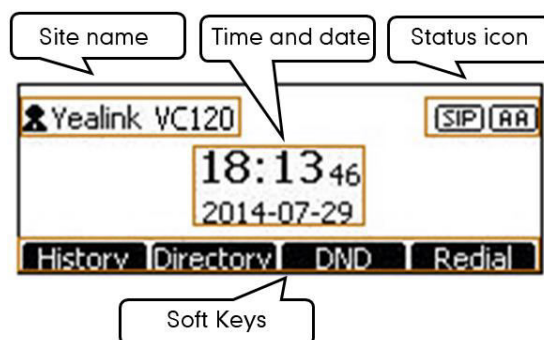 Site name
Time and date
Status icon
Yealink VC120
SIP AA
18:13 46
2014-07-29
History Directory DND Redial
Soft Keys